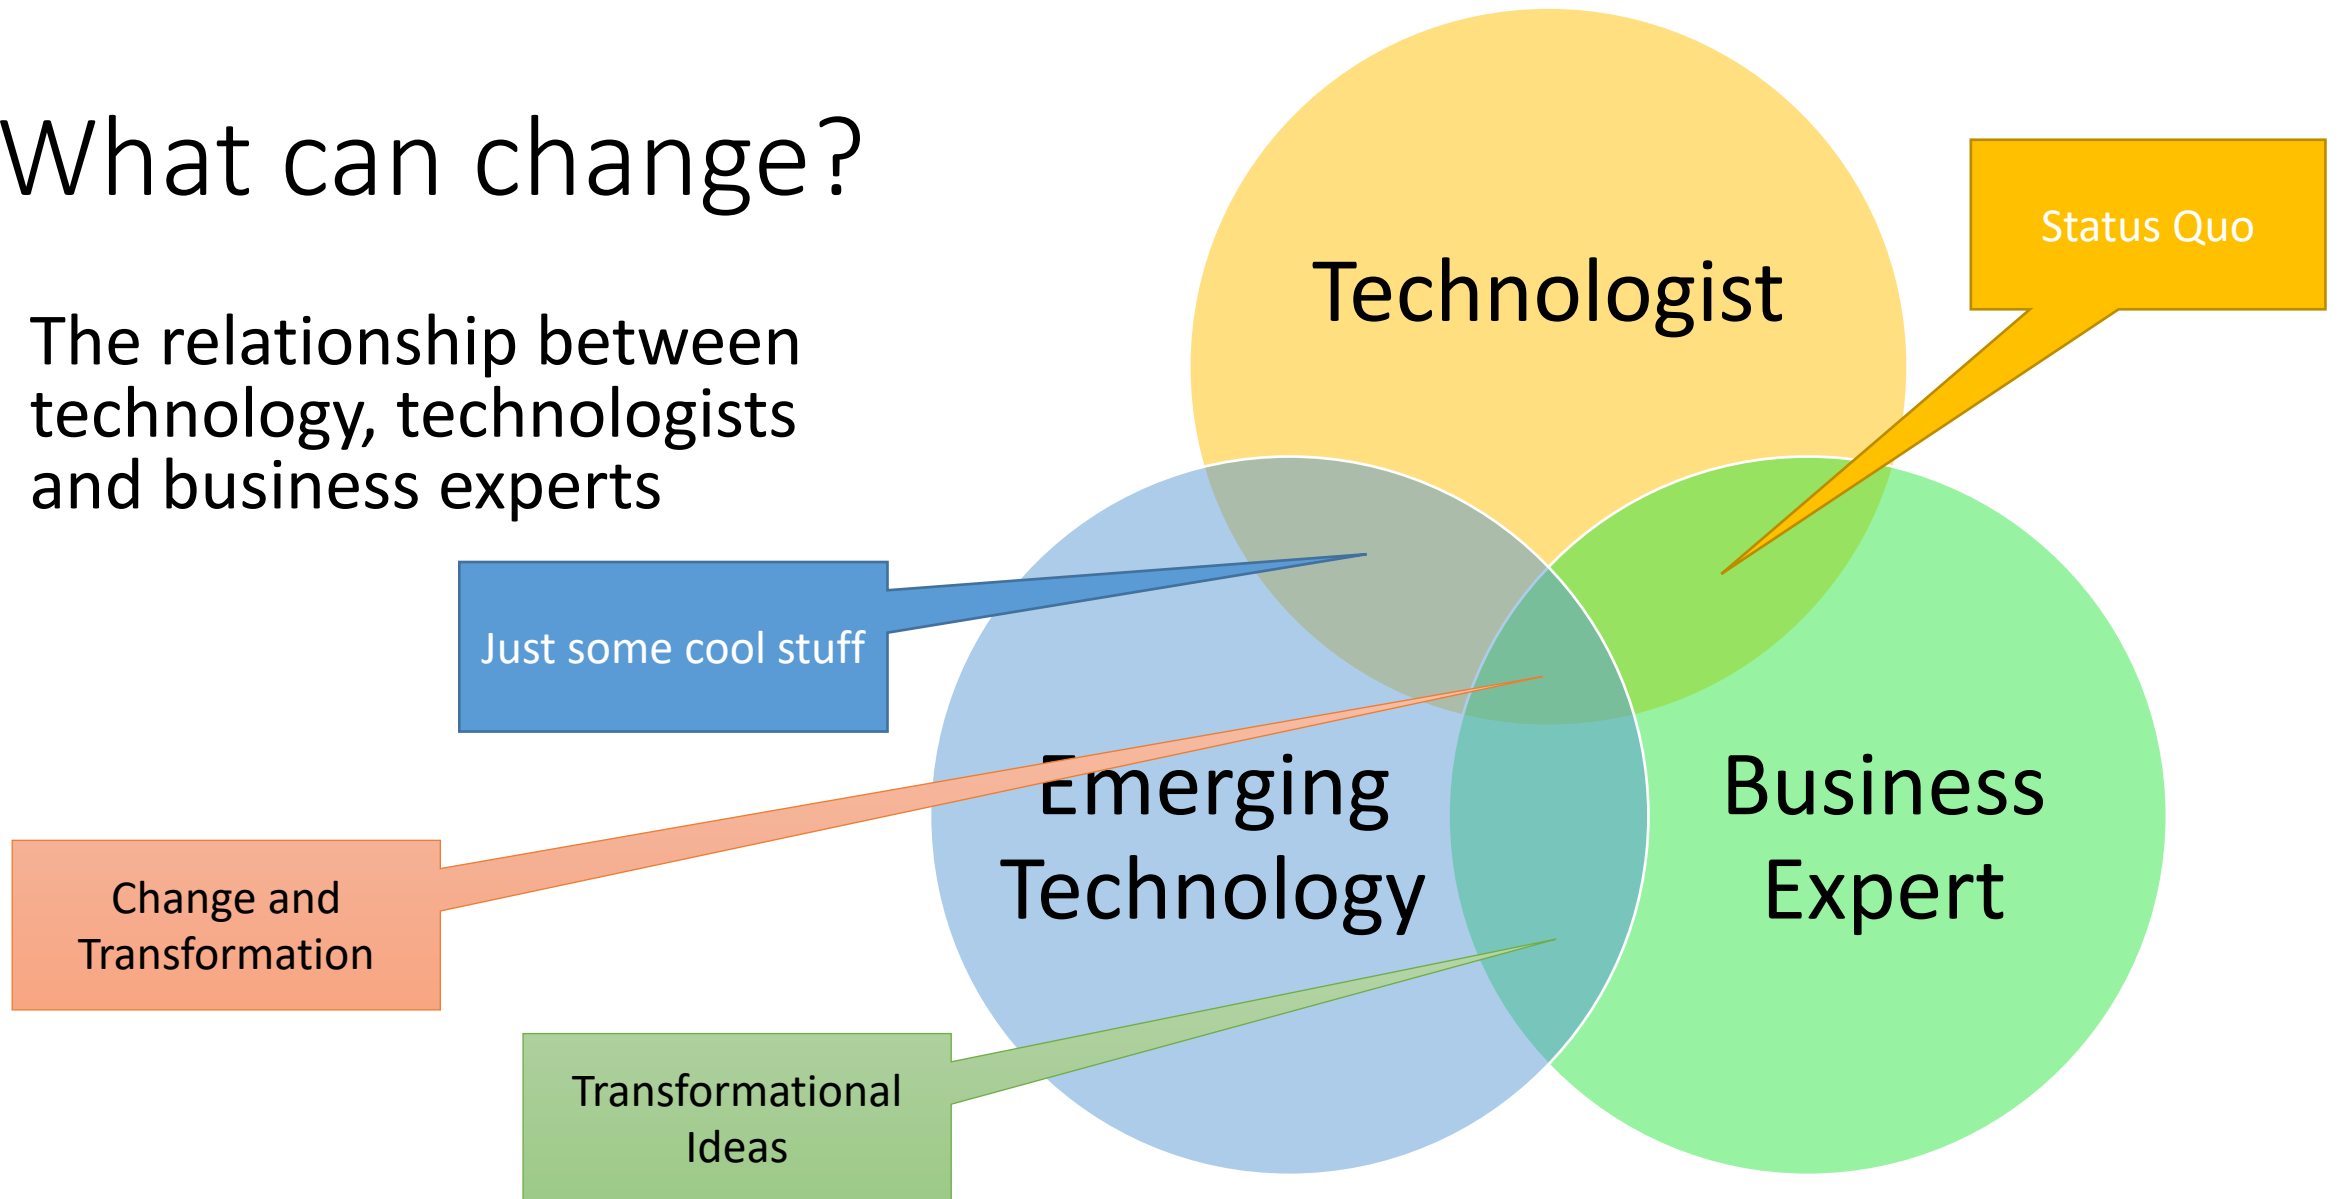 What can change?
The relationship between
technology, technologists
and business experts
Technologist
Status Quo
Just some cool stuff
Emerging
Technology
Business
Expert
Change and
Transformation
Transformational
Ideas